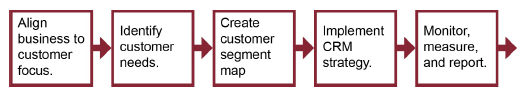 Align
business to
customer
focus.
Identify
customer
needs.
Create
customer
segment
map
Implement
CRM
strategy.
Monitor,
measure,
and report.